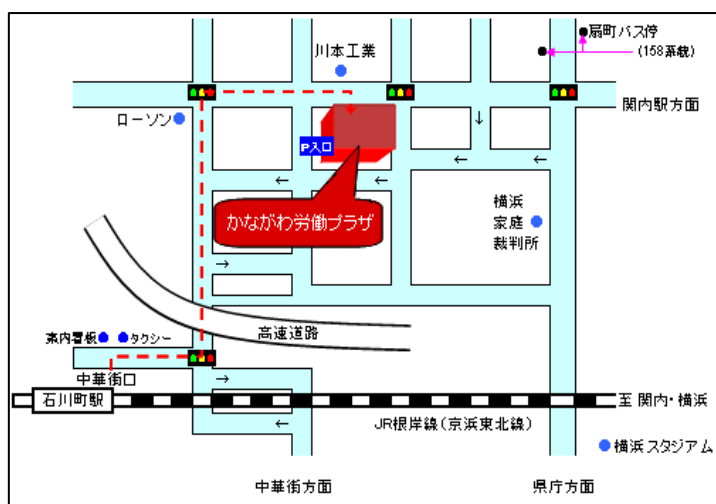 扇町バス停
(158系載)
川本工業
関内駅方面
ローソン
P入口
かながわ労働プラザ
横浜
家庭
裁判所
高速道路
案内看板
タクシー
中華街口
石川町駅
至 関内・横浜
JR根岸線(京浜東北線)
横浜スタジアム
中華街方面
県庁方面